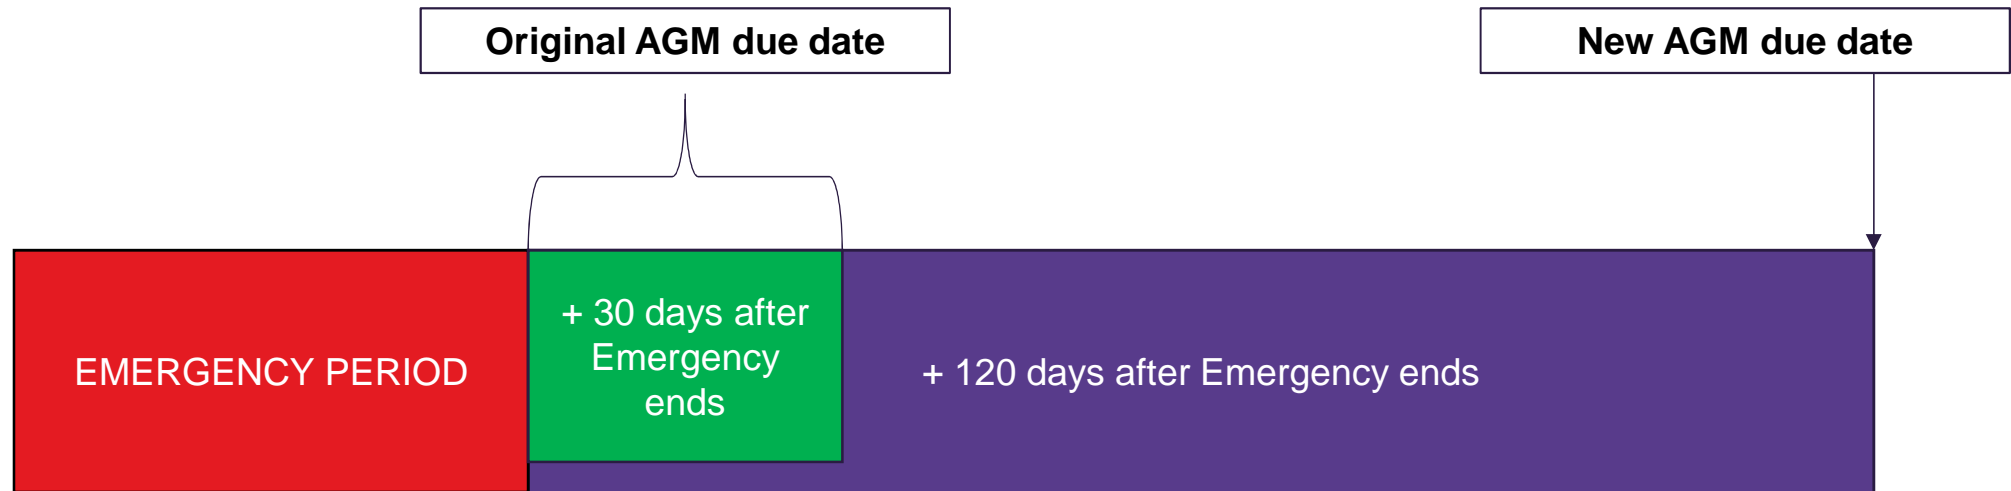 Original AGM due date
New AGM due date
EMERGENCY PERIOD
+ 30 days after
Emergency
ends
+ 120 days after Emergency ends